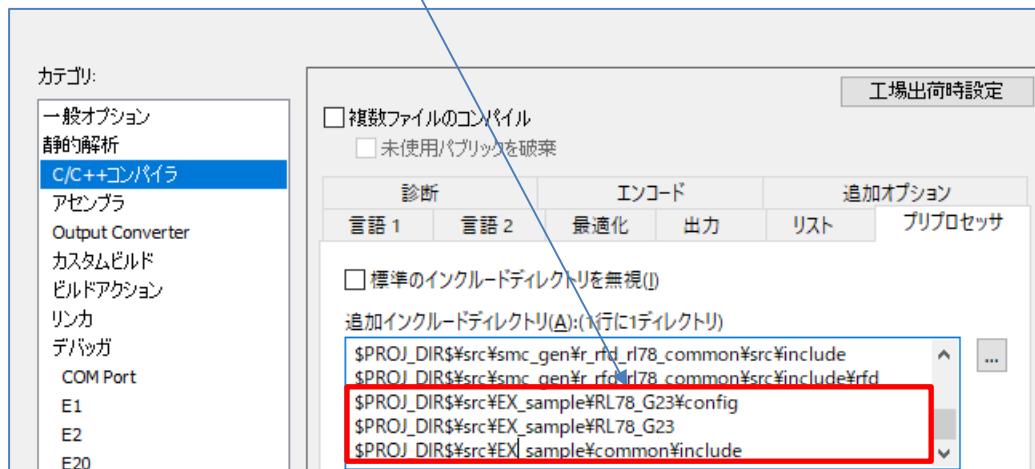 カテゴリ:
一般オプション
静的解析
C/C++コンパイラ
アセンブラ
Output Converter
カスタムビルド
ビルドアクション
リンカ
デバッガ
COM Port
E1
E2
E20
工場出荷時設定
複数ファイルのコンパイル
未使用パブリックを破棄
診断 エンコード 追加オプション
言語 1 言語 2 最適化 出力 リスト プリプロセッサ
標準のインクルードディレクトリを無視(I)
追加インクルードディレクトリ(A):(1行に1ディレクトリ)
$PROJ_DIR$¥src¥smc_gen¥r_rfd_rl78_common¥src¥include
...
$PROJ_DIR$¥src¥smc_gen¥r_rfd_rl78_common¥src¥include¥rfd
$PROJ_DIR$¥src¥EX_sample¥RL78_G23¥config
$PROJ_DIR$¥src¥EX_sample¥RL78_G23
$PROJ_DIR$¥src¥EX_sample¥common¥include